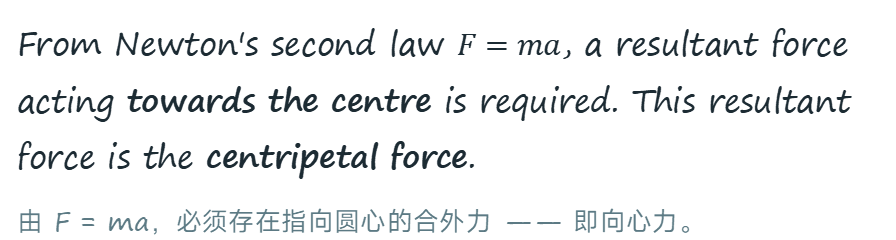 From Newton's second law F = ma, a resultant force
acting towards the centre is required. This resultant
force is the centripetal force.
由 F = ma，必须存在指向圆心的合外力 —— 即向心力。